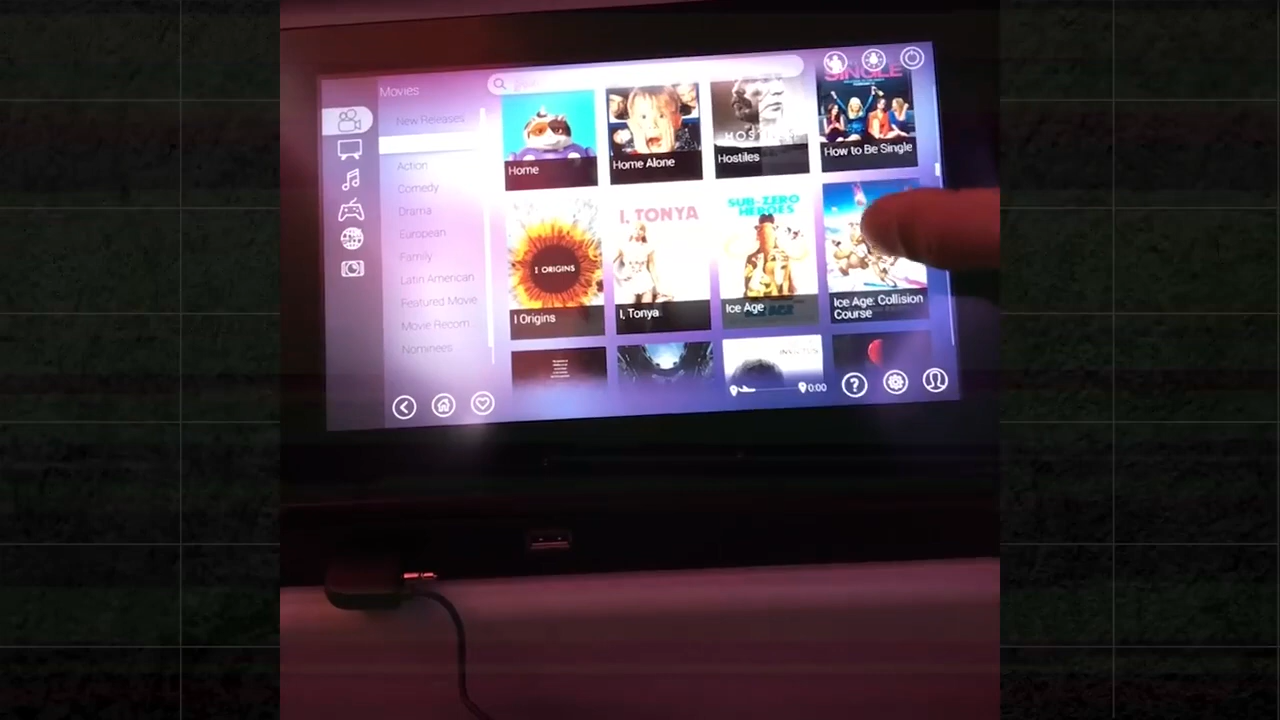 Movies
New Releases
Action
Comedy
Drama
European
Family
Latin American
Featured Movie
Movie Recom
Nominees
Home
Home Alone
HOSTILES
Hostiles
SINGLE
How to Be Single
I ORIGINS
I Origins
I, TONYA
I, Tonya
SUB-ZERO
HEROES
Ice Age
Ice Age: Collision
Course
INVICTUS
0:00
?